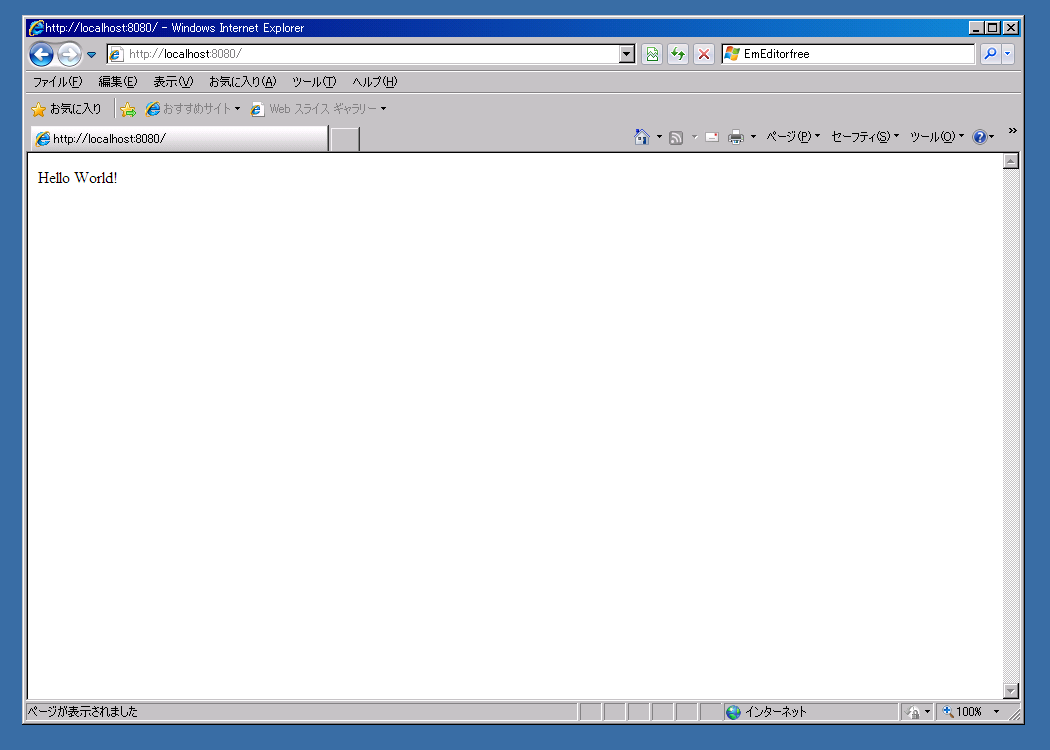 http://localhost:8080/ - Windows Internet Explorer
http://localhost:8080/ EmEditorfree
ファイル(F) 編集(E) 表示(V) お気に入り(A) ツール(T) ヘルプ(H)
お気に入り おすすめサイト Web スライス ギャラリー
http://localhost:8080/ ページ(P) セーフティ(S) ツール(O) »
Hello World!
ページが表示されました インターネット 100%